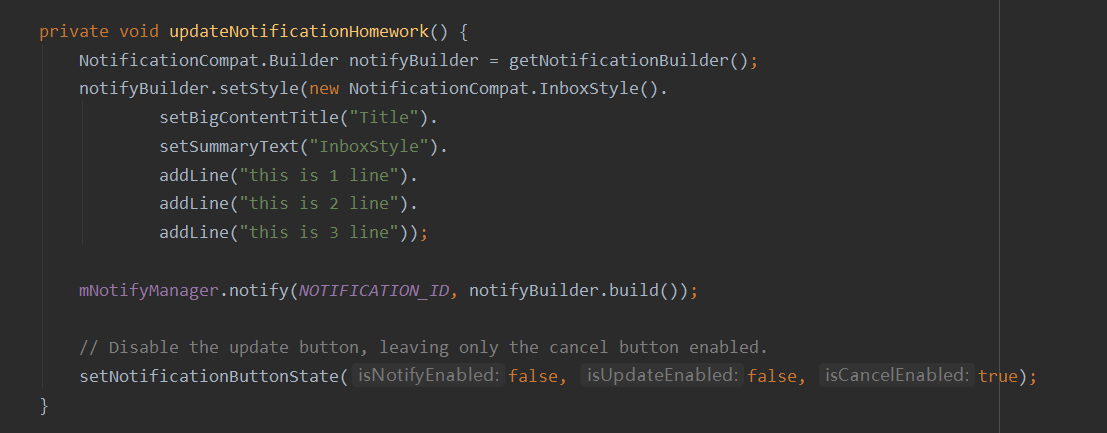 private void updateNotificationHomework() {
NotificationCompat.Builder notifyBuilder = getNotificationBuilder();
notifyBuilder.setStyle(new NotificationCompat.InboxStyle().
setBigContentTitle("Title").
setSummaryText("InboxStyle").
addLine("this is 1 line").
addLine("this is 2 line").
addLine("this is 3 line"));
mNotifyManager.notify(NOTIFICATION_ID, notifyBuilder.build());
// Disable the update button, leaving only the cancel button enabled.
setNotificationButtonState( isNotifyEnabled: false, isUpdateEnabled: false, isCancelEnabled: true);
}